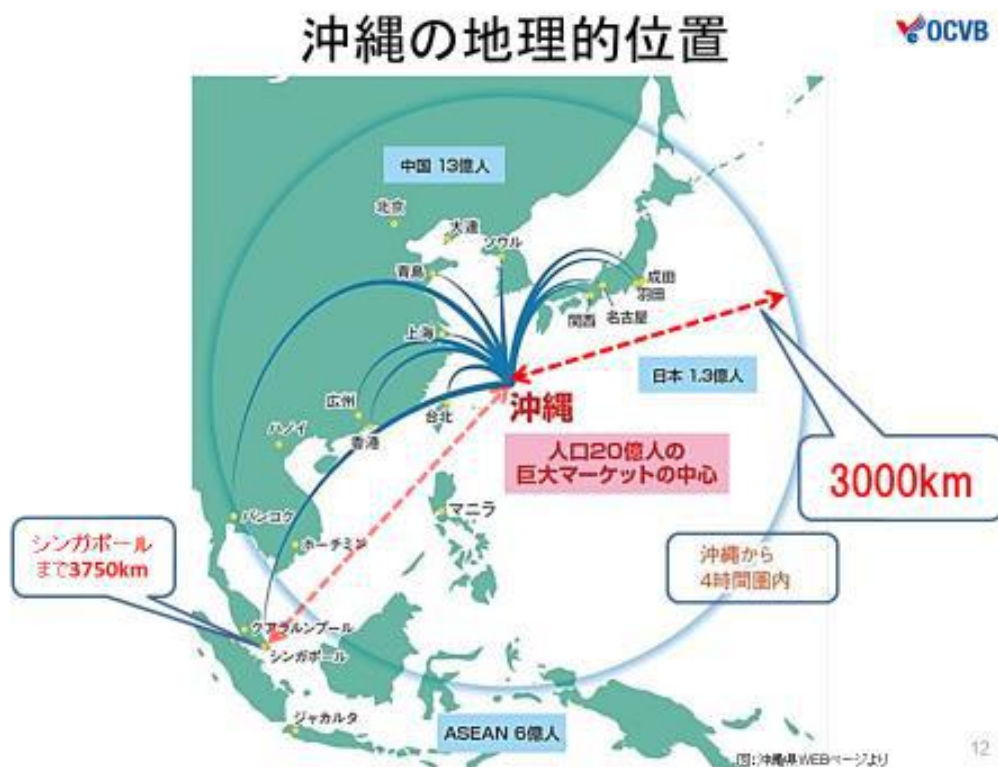 沖縄の地理的位置
OCVB
中国 13億人
北京
大連
ソウル
青島
成田
羽田
名古屋
関西
上海
日本 1.3億人
広州
台北
沖縄
香港
ハノイ
人口20億人の
巨大マーケットの中心
3000km
マニラ
バンコク
ホーチミン
シンガポール
まで3750km
沖縄から
4時間圏内
クアラルンプール
シンガポール
ジャカルタ
ASEAN 6億人
図:沖縄県WEBページより
12